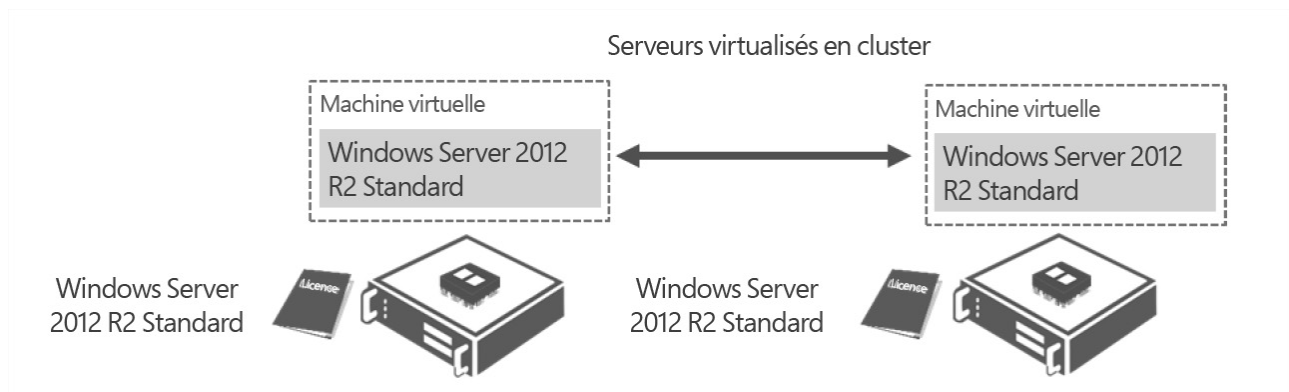 Serveurs virtualisés en cluster
Machine virtuelle
Windows Server 2012
R2 Standard
Machine virtuelle
Windows Server 2012
R2 Standard
Windows Server
2012 R2 Standard
License
Windows Server
2012 R2 Standard
License